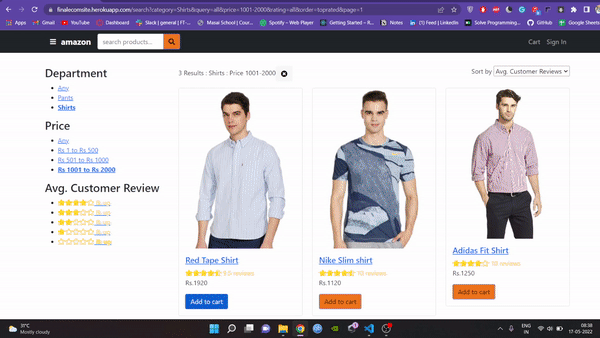 finalecomsite.herokuapp.com/search?category=Shirts&query=all&price=1001-2000&rating=all&order=toprated&page=1
Gmail YouTube Dashboard Slack | general | FT-... Masai School / Course... Spotify - Web Player Getting Started – R... Notes (1) Feed | LinkedIn Solve Programming... GitHub Google Sheets
amazon search products... Cart Sign In
Department
Any
Pants
Shirts
Price
Any
Rs 1 to Rs 500
Rs 501 to Rs 1000
Rs 1001 to Rs 2000
Avg. Customer Review
& up
& up
& up
& up
& up
3 Results : Shirts : Price 1001-2000
Sort by Avg. Customer Reviews
Red Tape Shirt
reviews
Rs.1920
Add to cart
Nike Slim shirt
10 reviews
Rs.1120
Add to cart
Adidas Fit Shirt
10 reviews
Rs.1250
Add to cart
31°C
Mostly cloudy
ENG
IN
08:38
17-05-2022